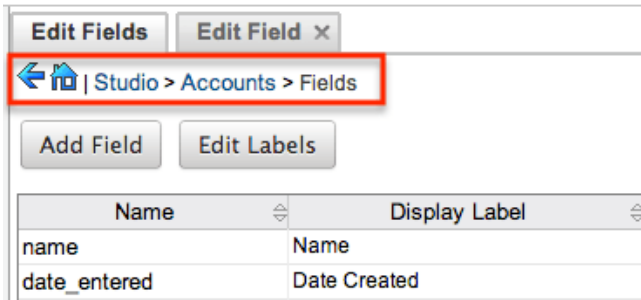 Edit Fields Edit Field ×
| Studio > Accounts > Fields
Add Field Edit Labels
Name Display Label
name Name
date_entered Date Created